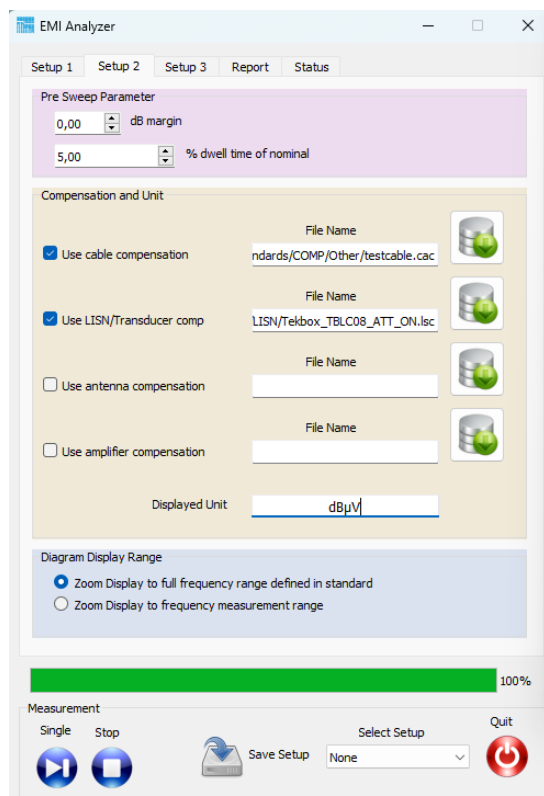 EMI Analyzer
Setup 1 Setup 2 Setup 3 Report Status
Pre Sweep Parameter
0,00 dB margin
5,00 % dwell time of nominal
Compensation and Unit
File Name
Use cable compensation ndards/COMP/Other/testcable.cac
File Name
Use LISN/Transducer comp LISN/Tekbox_TBLC08_ATT_ON.lsc
File Name
Use antenna compensation
File Name
Use amplifier compensation
Displayed Unit dBμV
Diagram Display Range
Zoom Display to full frequency range defined in standard
Zoom Display to frequency measurement range
100%
Measurement
Single Stop Select Setup Quit
Save Setup None